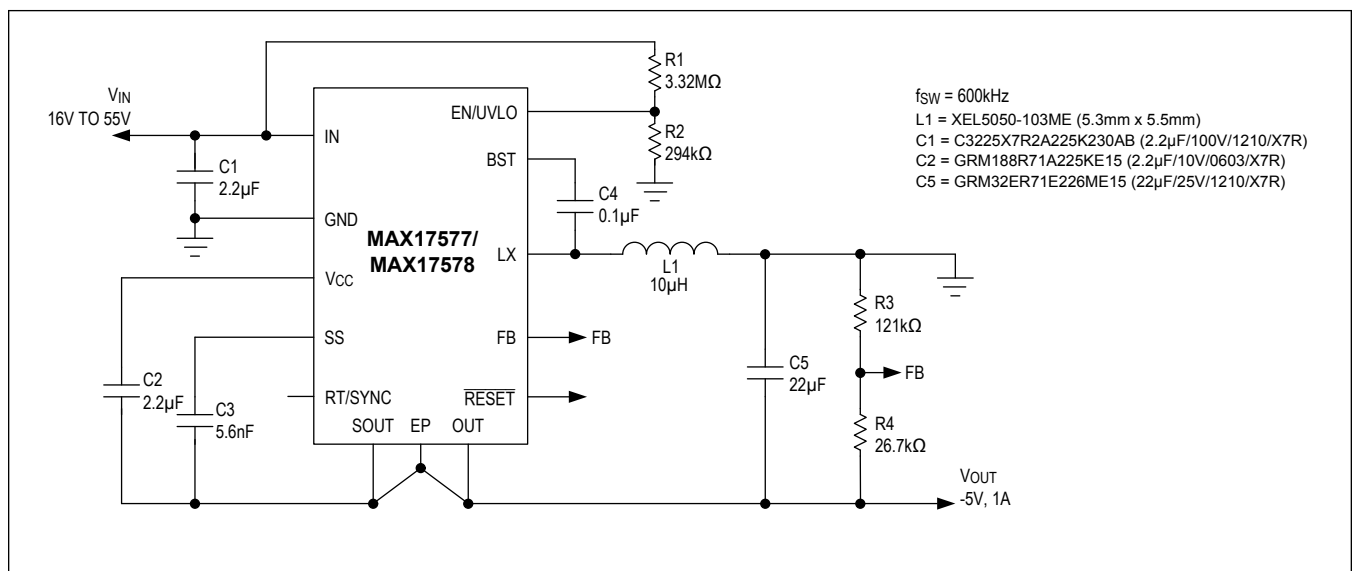 VIN
16V TO 55V
C1
2.2µF
R1
3.32MΩ
R2
294kΩ
fSW = 600kHz
L1 = XEL5050-103ME (5.3mm x 5.5mm)
C1 = C3225X7R2A225K230AB (2.2µF/100V/1210/X7R)
C2 = GRM188R71A225KE15 (2.2µF/10V/0603/X7R)
C5 = GRM32ER71E226ME15 (22µF/25V/1210/X7R)
IN
GND
VCC
SS
RT/SYNC
MAX17577/
MAX17578
EN/UVLO
BST
LX
FB
RESET
SOUT
EP
OUT
C4
0.1µF
L1
10µH
FB
C2
2.2µF
C3
5.6nF
C5
22µF
R3
121kΩ
FB
R4
26.7kΩ
VOUT
-5V, 1A